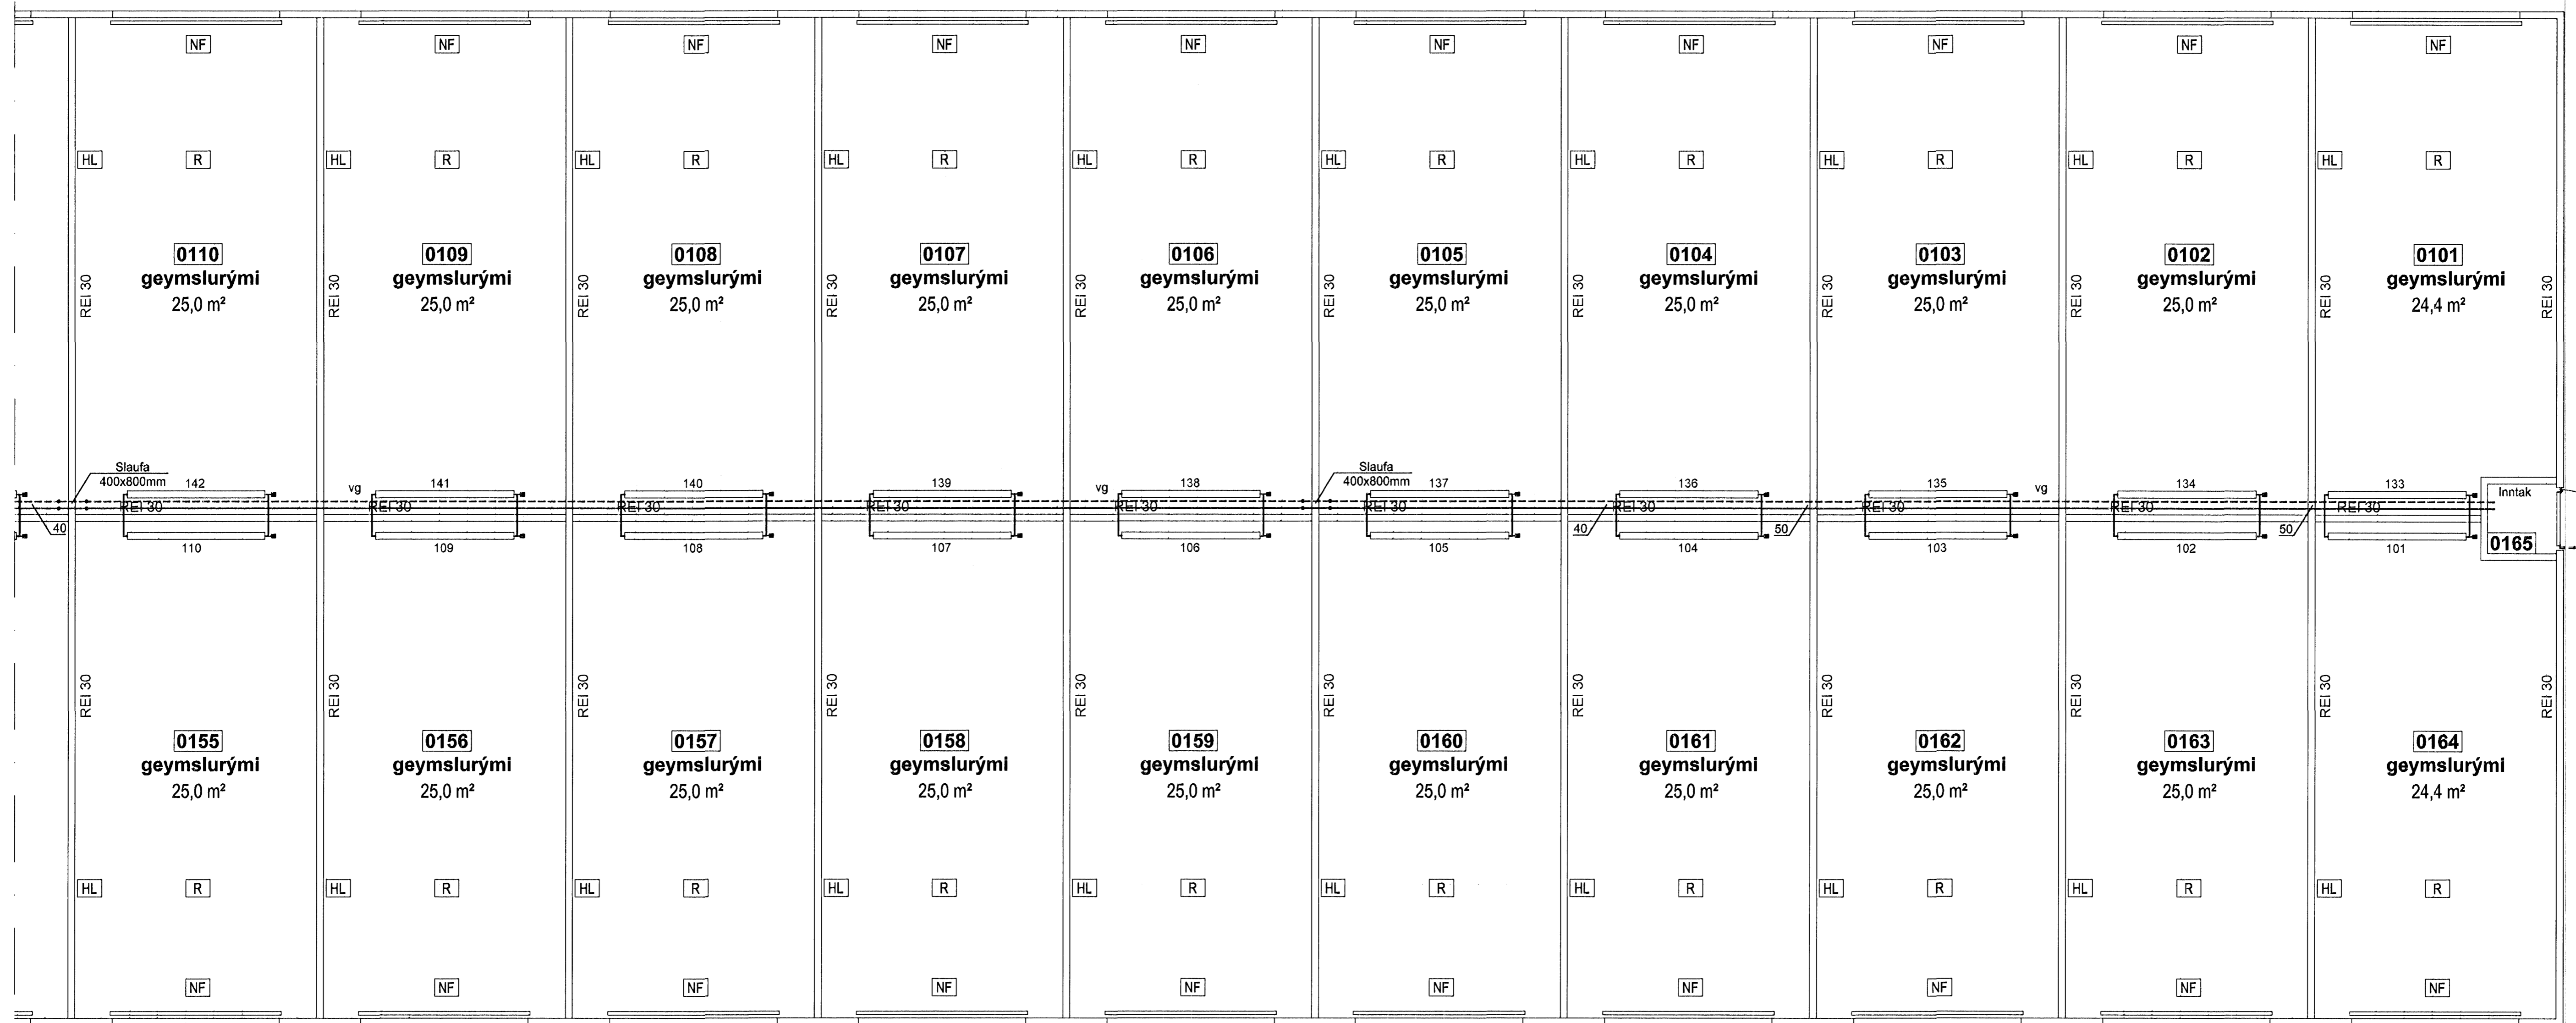 NF NF NF NF NF NF NF NF NF NF
HL R HL R HL R HL R HL R HL R HL R HL R HL R HL R
0110 0109 0108 0107 0106 0105 0104 0103 0102 0101
geymslurými geymslurými geymslurými geymslurými geymslurými geymslurými geymslurými geymslurými geymslurými geymslurými
REI 30 REI 30 REI 30 REI 30 REI 30 REI 30 REI 30 REI 30 REI 30 REI 30 REI 30
25,0 m² 25,0 m² 25,0 m² 25,0 m² 25,0 m² 25,0 m² 25,0 m² 25,0 m² 25,0 m² 24,4 m²
Slaufa Slaufa
400x800mm 142 vg 141 140 139 vg 138 400x800mm 137 136 135 vg 134 133 Inntak
REI 30 REI 30 REI 30 REI 30 REI 30 REI 30 REI 30 REI 30 REI 30 REI 30
40 40 50 50
110 109 108 107 106 105 104 103 102 101 0165
REI 30 REI 30 REI 30 REI 30 REI 30 REI 30 REI 30 REI 30 REI 30 REI 30 REI 30
0155 0156 0157 0158 0159 0160 0161 0162 0163 0164
geymslurými geymslurými geymslurými geymslurými geymslurými geymslurými geymslurými geymslurými geymslurými geymslurými
25,0 m² 25,0 m² 25,0 m² 25,0 m² 25,0 m² 25,0 m² 25,0 m² 25,0 m² 25,0 m² 24,4 m²
HL R HL R HL R HL R HL R HL R HL R HL R HL R HL R
NF NF NF NF NF NF NF NF NF NF